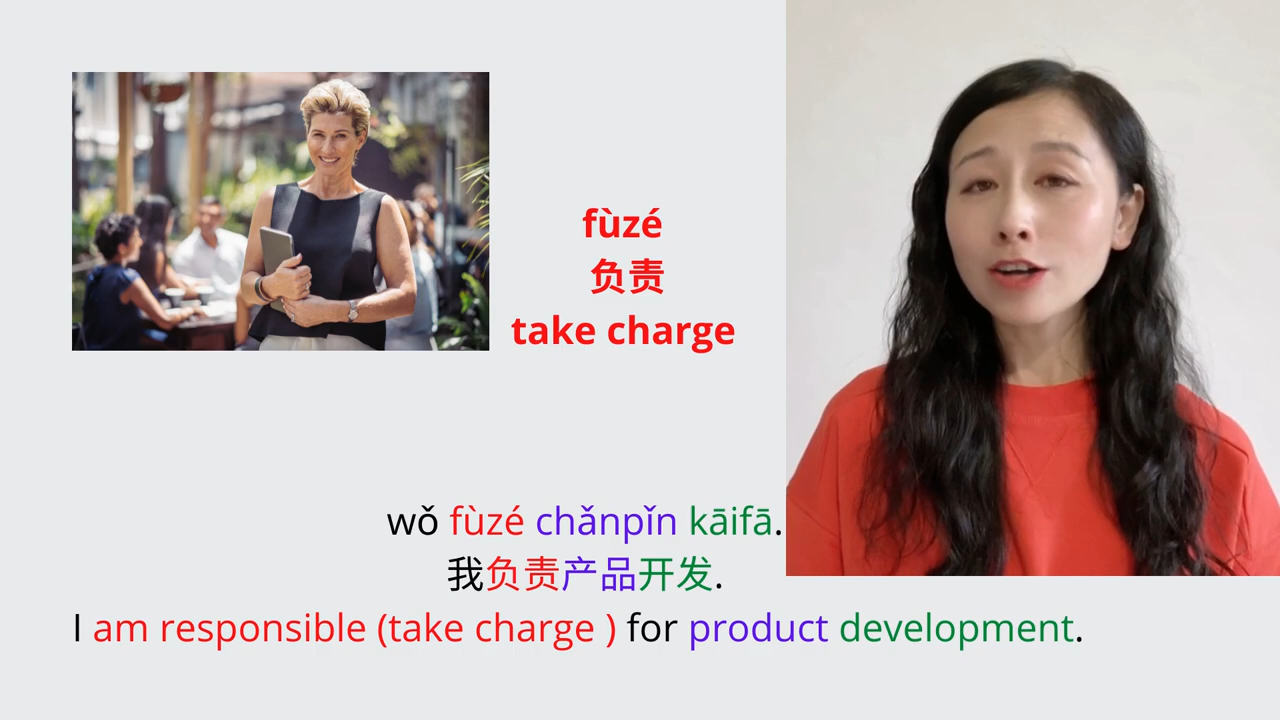 fùzé
负责
take charge
wǒ fùzé chǎnpǐn kāifā.
我负责产品开发.
I am responsible (take charge ) for product development.